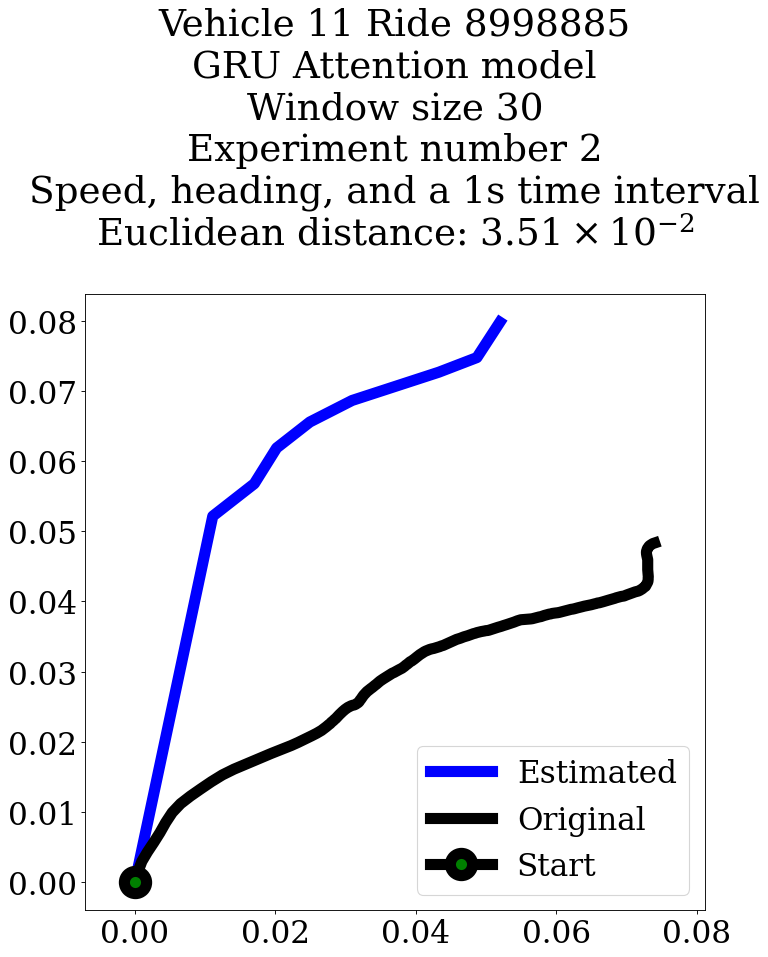 Vehicle 11 Ride 8998885
GRU Attention model
Window size 30
Experiment number 2
Speed, heading, and a 1s time interval
Euclidean distance: 3.51 × 10⁻²
0.08
0.07
0.06
0.05
0.04
0.03
0.02
0.01
0.00
Estimated
Original
Start
0.00 0.02 0.04 0.06 0.08